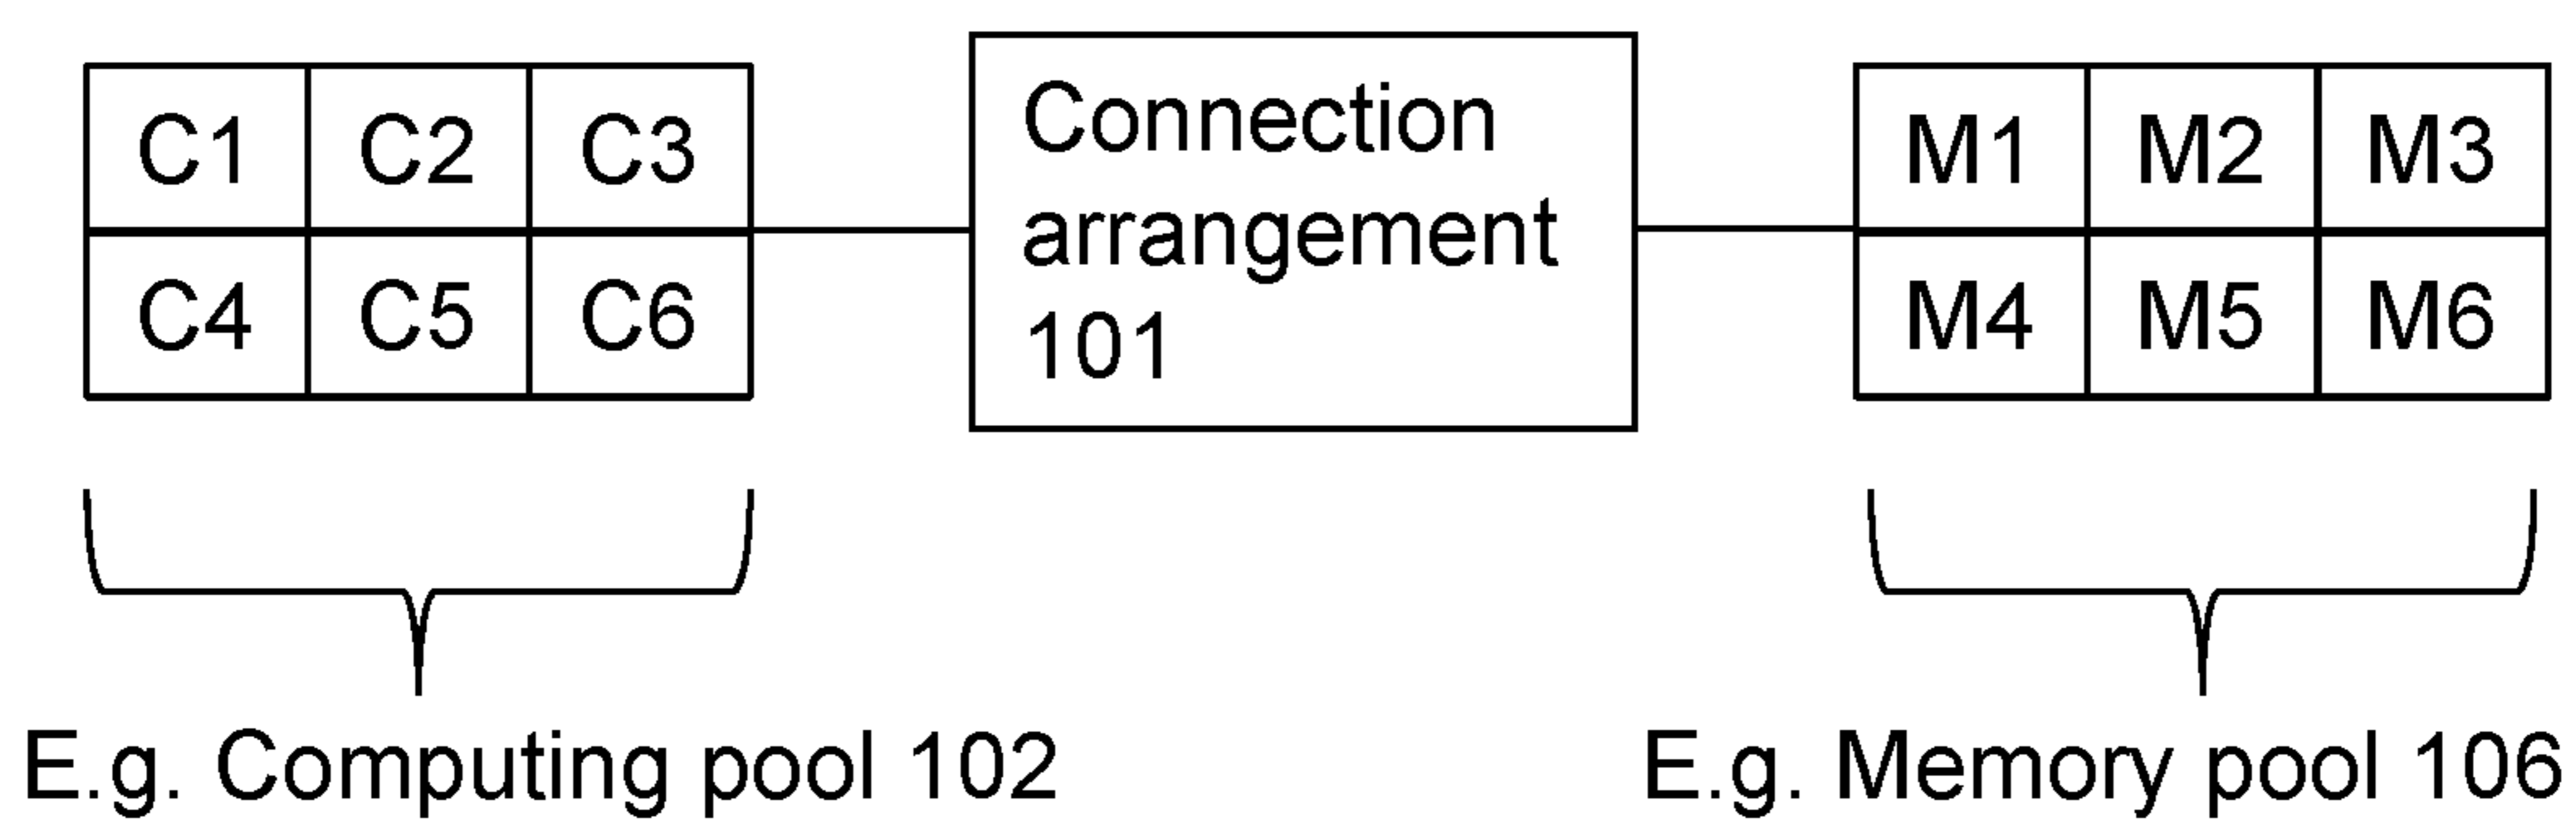 C1 C2 C3
C4 C5 C6
Connection
arrangement
101
M1 M2 M3
M4 M5 M6
E.g. Computing pool 102
E.g. Memory pool 106